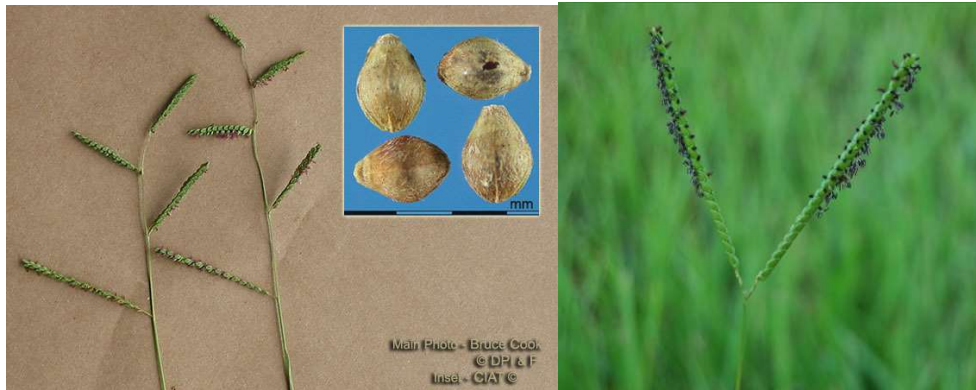 mm
Main Photo - Bruce Cook
© DPI & F
Inset - CIAT ©